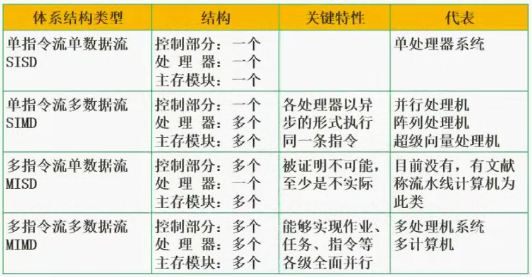 体系结构类型 结构 关键特性 代表
单指令流单数据流
SISD
控制部分：一个
处 理 器：一个
主存模块：一个
单处理器系统
单指令流多数据流
SIMD
控制部分：一个
处 理 器：多个
主存模块：多个
各处理器以异
步的形式执行
同一条指令
并行处理机
阵列处理机
超级向量处理机
多指令流单数据流
MISD
控制部分：多个
处 理 器：一个
主存模块：多个
被证明不可能，
至少是不实际
目前没有，有文献
称流水线计算机为
此类
多指令流多数据流
MIMD
控制部分：多个
处 理 器：多个
主存模块：多个
能够实现作业、
任务、指令等
各级全面并行
多处理机系统
多计算机